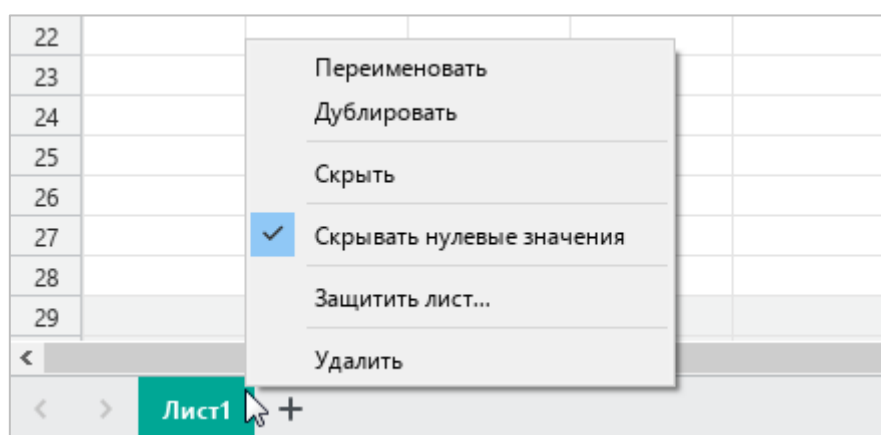 22
23
Переименовать
24
Дублировать
25
Скрыть
26
27
Скрывать нулевые значения
28
29
Защитить лист...
Удалить
Лист1